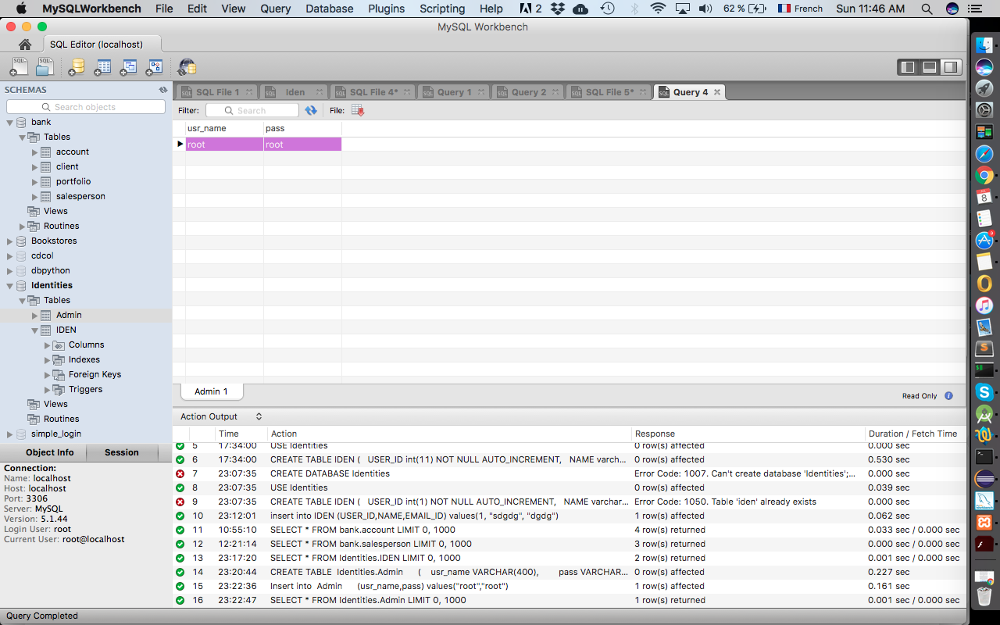 MySQLWorkbench File Edit View Query Database Plugins Scripting Help 2 62 % French Sun 11:46 AM
MySQL Workbench
SQL Editor (localhost)
SCHEMAS
Search objects
bank
Tables
account
client
portfolio
salesperson
Views
Routines
Bookstores
cdcol
dbpython
Identities
Tables
Admin
IDEN
Columns
Indexes
Foreign Keys
Triggers
Views
Routines
simple_login
Object Info Session
Connection:
Name: localhost
Host: localhost
Port: 3306
Server: MySQL
Version: 5.1.44
Login User: root
Current User: root@localhost
SQL File 1 Iden SQL File 4* Query 1 Query 2 SQL File 5* Query 4
Filter: Search File:
usr_name pass
root root
Admin 1
Read Only
Action Output
Time Action Response Duration / Fetch Time
5 17:34:00 USE Identities 0 row(s) affected 0.000 sec
6 17:34:00 CREATE TABLE IDEN ( USER_ID int(11) NOT NULL AUTO_INCREMENT, NAME varch... 0 row(s) affected 0.530 sec
7 23:07:35 CREATE DATABASE Identities Error Code: 1007. Can't create database 'Identities';... 0.000 sec
8 23:07:35 USE Identities 0 row(s) affected 0.039 sec
9 23:07:35 CREATE TABLE IDEN ( USER_ID int(1) NOT NULL AUTO_INCREMENT, NAME varchar... Error Code: 1050. Table 'iden' already exists 0.000 sec
10 23:12:01 insert into IDEN (USER_ID,NAME,EMAIL_ID) values(1, "sdgdg", "dgdg") 1 row(s) affected 0.062 sec
11 10:55:10 SELECT * FROM bank.account LIMIT 0, 1000 4 row(s) returned 0.033 sec / 0.000 sec
12 12:21:14 SELECT * FROM bank.salesperson LIMIT 0, 1000 3 row(s) returned 0.000 sec / 0.000 sec
13 23:17:20 SELECT * FROM Identities.IDEN LIMIT 0, 1000 2 row(s) returned 0.001 sec / 0.000 sec
14 23:20:44 CREATE TABLE Identities.Admin ( usr_name VARCHAR(400), pass VARCHAR... 0 row(s) affected 0.227 sec
15 23:22:36 Insert into Admin (usr_name,pass) values("root","root") 1 row(s) affected 0.161 sec
16 23:22:47 SELECT * FROM Identities.Admin LIMIT 0, 1000 1 row(s) returned 0.001 sec / 0.000 sec
Query Completed